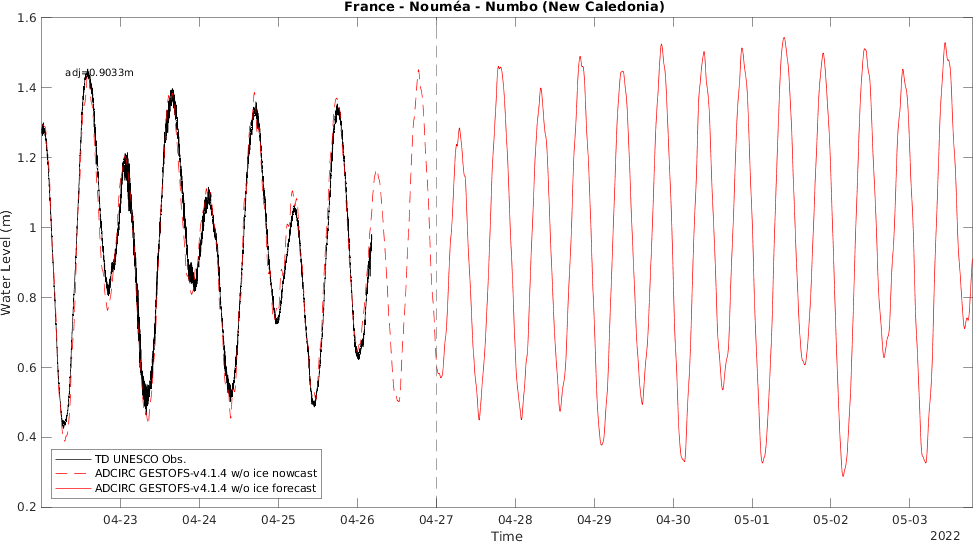 France - Nouméa - Numbo (New Caledonia)
1.6
1.4
1.2
1
0.8
0.6
0.4
0.2
Water Level (m)
adj=0.9033m
TD UNESCO Obs.
ADCIRC GESTOFS-v4.1.4 w/o ice nowcast
ADCIRC GESTOFS-v4.1.4 w/o ice forecast
04-23 04-24 04-25 04-26 04-27 04-28 04-29 04-30 05-01 05-02 05-03
Time
2022